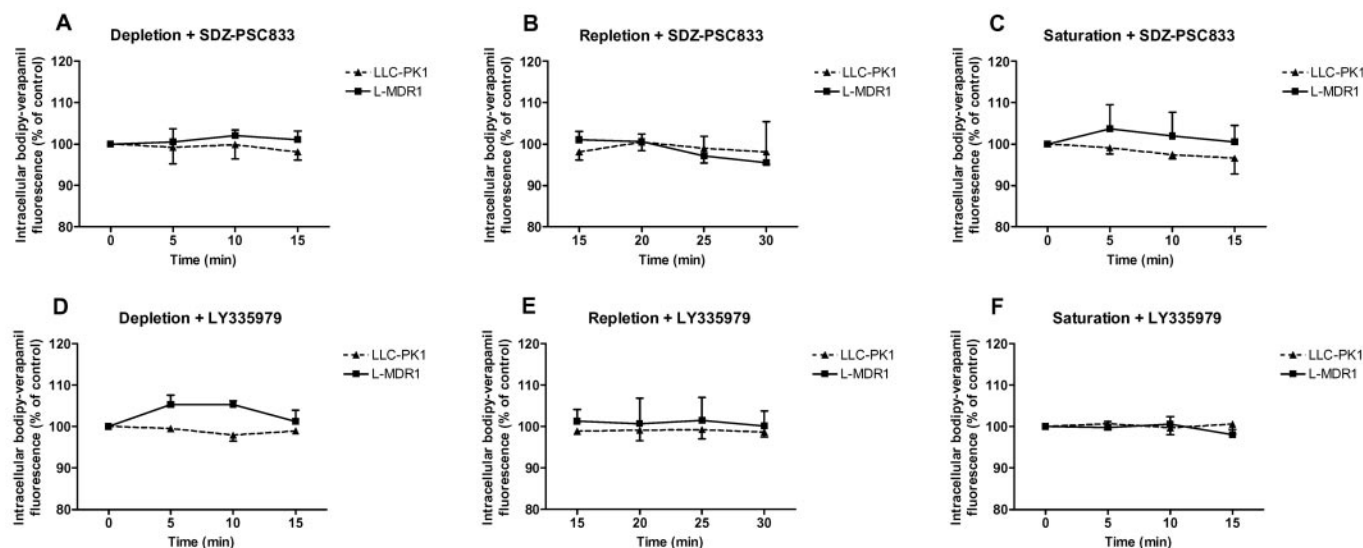 A
Depletion + SDZ-PSC833
Intracellular bodipy-verapamil
fluorescence (% of control)
120
110
100
90
80
0 5 10 15
Time (min)
LLC-PK1
L-MDR1
B
Repletion + SDZ-PSC833
Intracellular bodipy-verapamil
fluorescence (% of control)
120
110
100
90
80
15 20 25 30
Time (min)
LLC-PK1
L-MDR1
C
Saturation + SDZ-PSC833
Intracellular bodipy-verapamil
fluorescence (% of control)
120
110
100
90
80
0 5 10 15
Time (min)
LLC-PK1
L-MDR1
D
Depletion + LY335979
Intracellular bodipy-verapamil
fluorescence (% of control)
120
110
100
90
80
0 5 10 15
Time (min)
LLC-PK1
L-MDR1
E
Repletion + LY335979
Intracellular bodipy-verapamil
fluorescence (% of control)
120
110
100
90
80
15 20 25 30
Time (min)
LLC-PK1
L-MDR1
F
Saturation + LY335979
Intracellular bodipy-verapamil
fluorescence (% of control)
120
110
100
90
80
0 5 10 15
Time (min)
LLC-PK1
L-MDR1